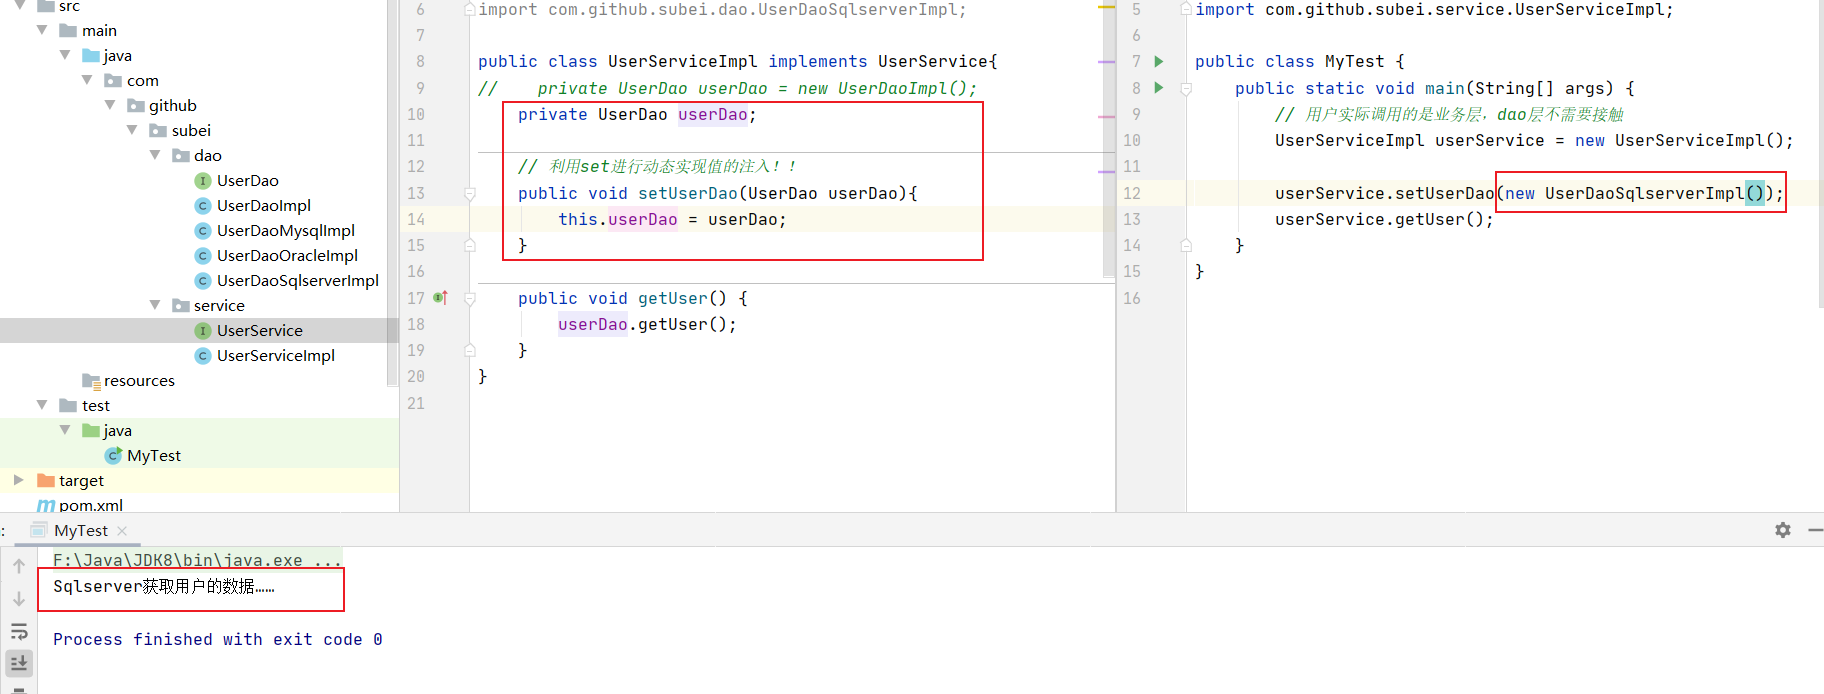 src
main
java
com
github
subei
dao
UserDao
UserDaoImpl
UserDaoMysqlImpl
UserDaoOracleImpl
UserDaoSqlserverImpl
service
UserService
UserServiceImpl
resources
test
java
MyTest
target
pom.xml
6 import com.github.subei.dao.UserDaoSqlserverImpl;
7
8 public class UserServiceImpl implements UserService{
9 //    private UserDao userDao = new UserDaoImpl();
10     private UserDao userDao;
11
12     // 利用set进行动态实现值的注入！！
13     public void setUserDao(UserDao userDao){
14         this.userDao = userDao;
15     }
16
17     public void getUser() {
18         userDao.getUser();
19     }
20 }
21
5 import com.github.subei.service.UserServiceImpl;
6
7 public class MyTest {
8     public static void main(String[] args) {
9         // 用户实际调用的是业务层，dao层不需要接触
10         UserServiceImpl userService = new UserServiceImpl();
11
12         userService.setUserDao(new UserDaoSqlserverImpl());
13         userService.getUser();
14     }
15 }
16
: MyTest
F:\Java\JDK8\bin\java.exe ...
Sqlserver获取用户的数据……
Process finished with exit code 0